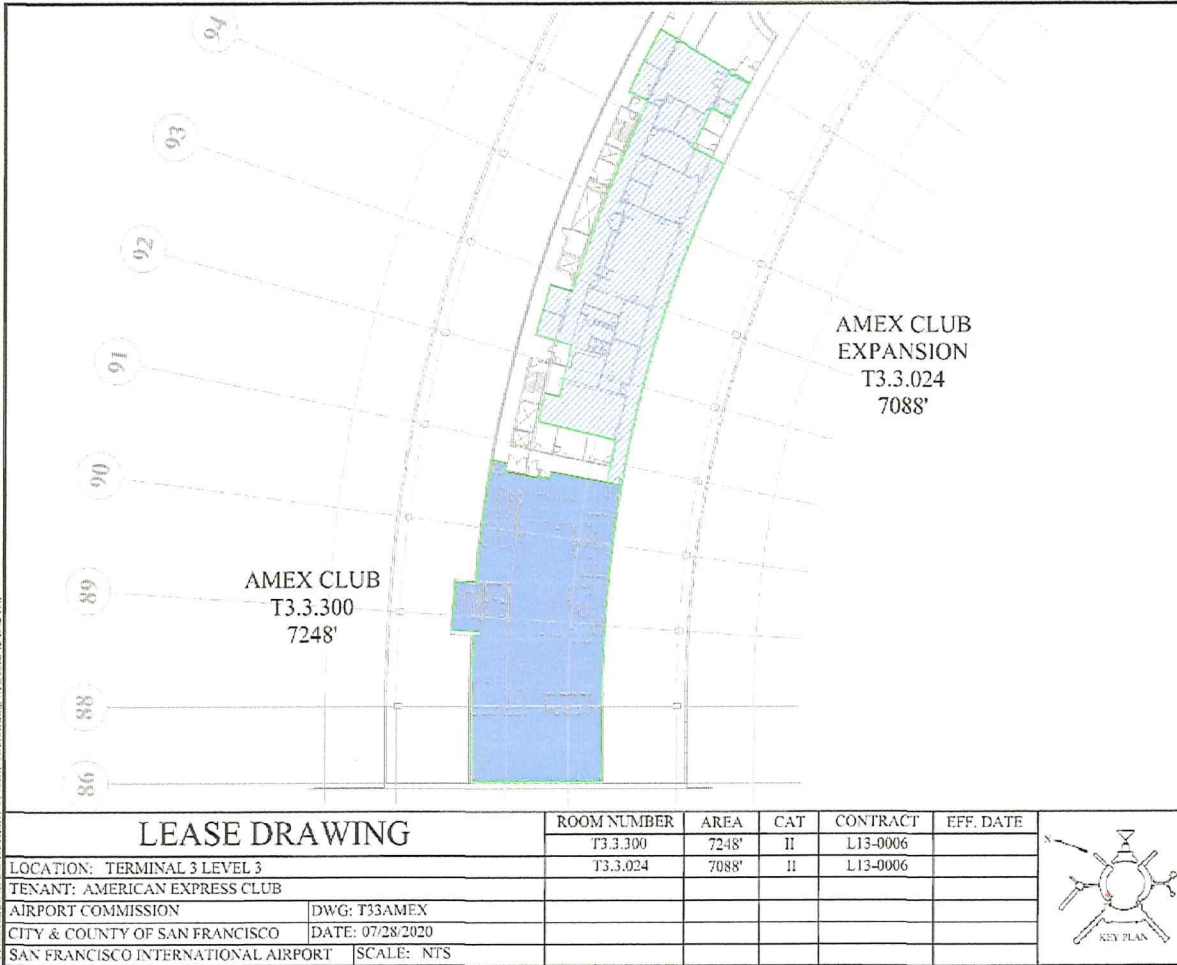 94
93
92
91
90
89
88
86
AMEX CLUB
EXPANSION
T3.3.024
7088'
AMEX CLUB
T3.3.300
7248'
LEASE DRAWING
LOCATION: TERMINAL 3 LEVEL 3
TENANT: AMERICAN EXPRESS CLUB
AIRPORT COMMISSION DWG: T33AMEX
CITY & COUNTY OF SAN FRANCISCO DATE: 07/28/2020
SAN FRANCISCO INTERNATIONAL AIRPORT SCALE: NTS
ROOM NUMBER AREA CAT CONTRACT EFF. DATE
T3.3.300 7248' II L13-0006
T3.3.024 7088' II L13-0006
KEY PLAN